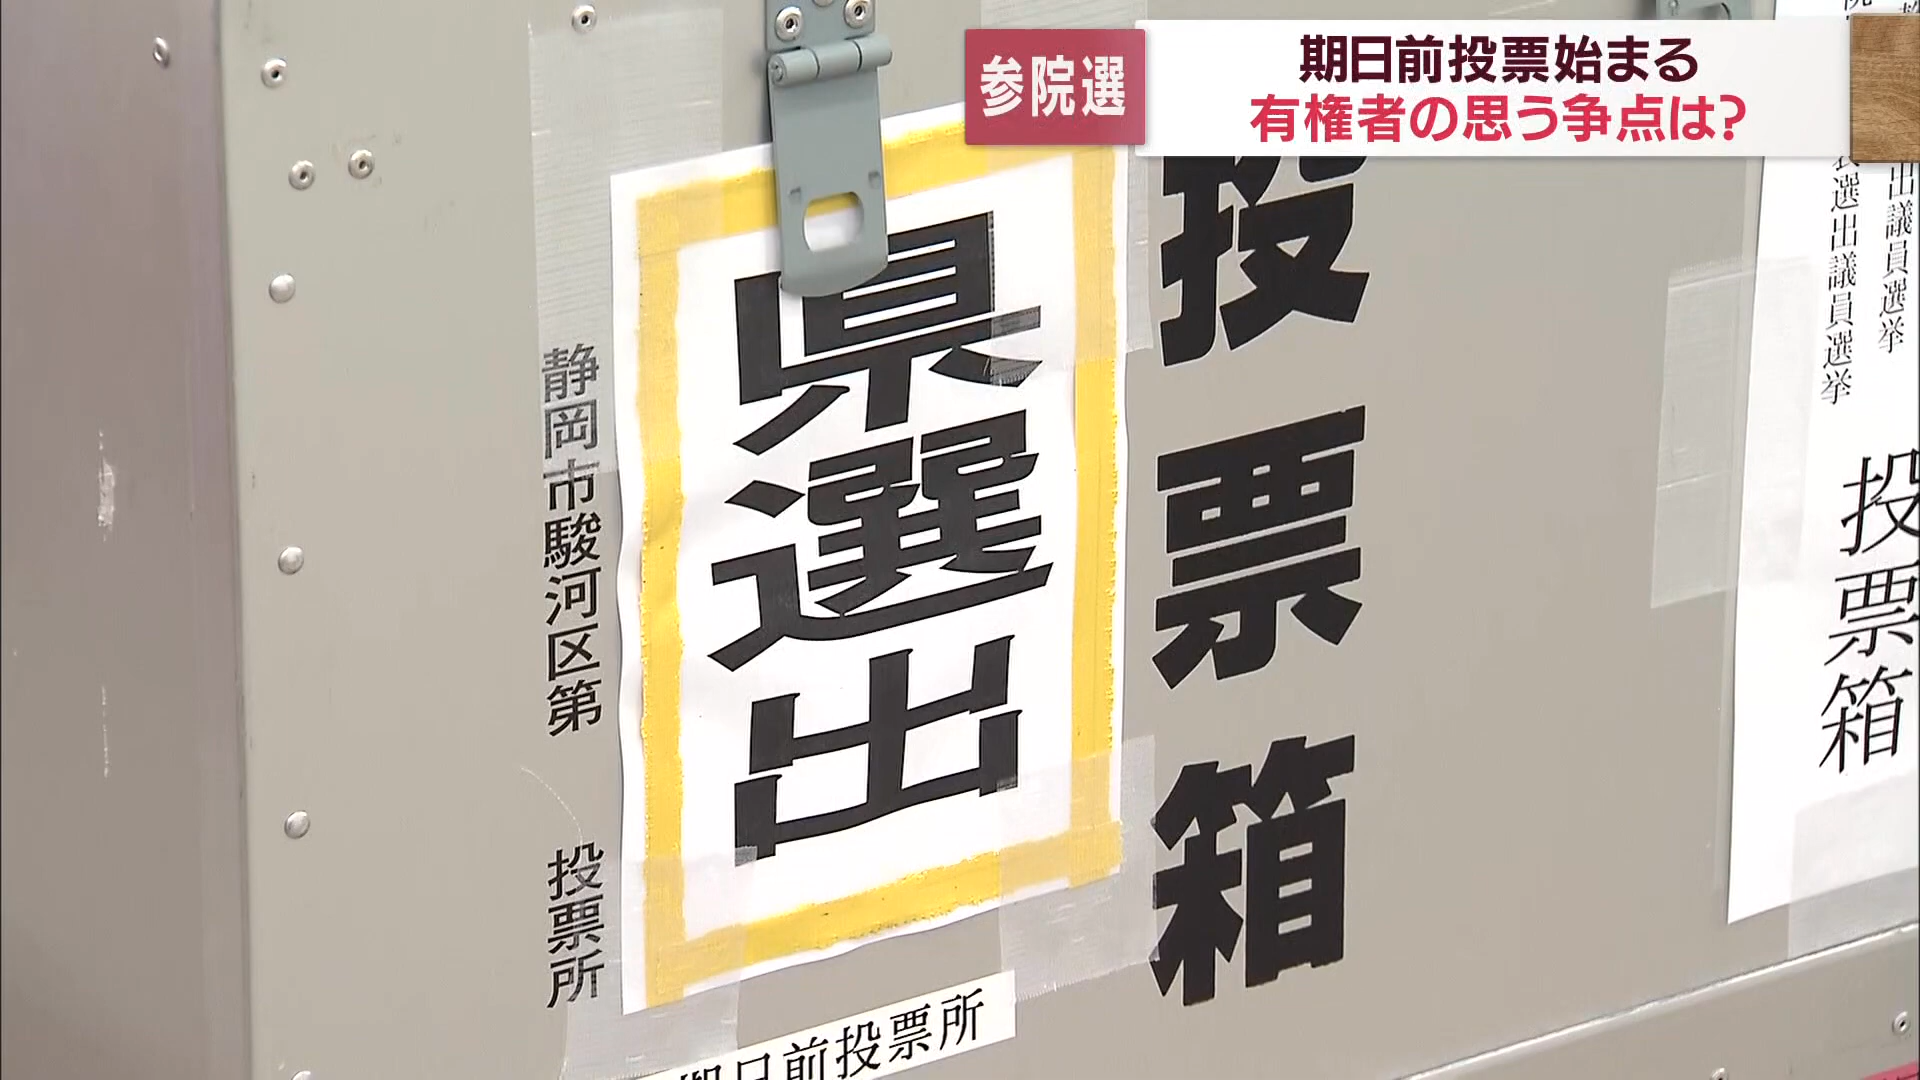 参院選
期日前投票始まる
有権者の思う争点は?
県選出
投票箱
静岡市駿河区第 投票所
期日前投票所
出議員選挙
選出議員選挙
投票箱